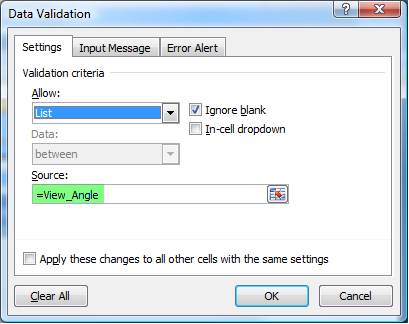 Data Validation
Settings Input Message Error Alert
Validation criteria
Allow:
List
Ignore blank
In-cell dropdown
Data:
between
Source:
=View_Angle
Apply these changes to all other cells with the same settings
Clear All OK Cancel